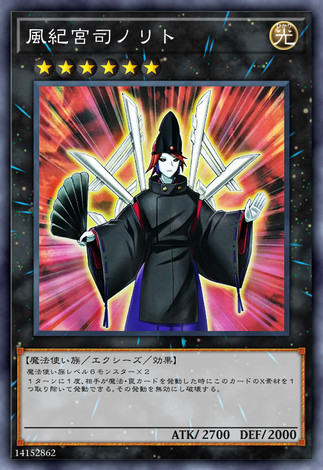 風紀宮司ノリト
光
【魔法使い族／エクシーズ／効果】
魔法使い族レベル６モンスター×２
１ターンに１度、相手が魔法・罠カードを発動した時にこのカードのX素材を１
つ取り除いて発動できる。その発動を無効にし破壊する。
ATK/ 2700 DEF/2000
14152862